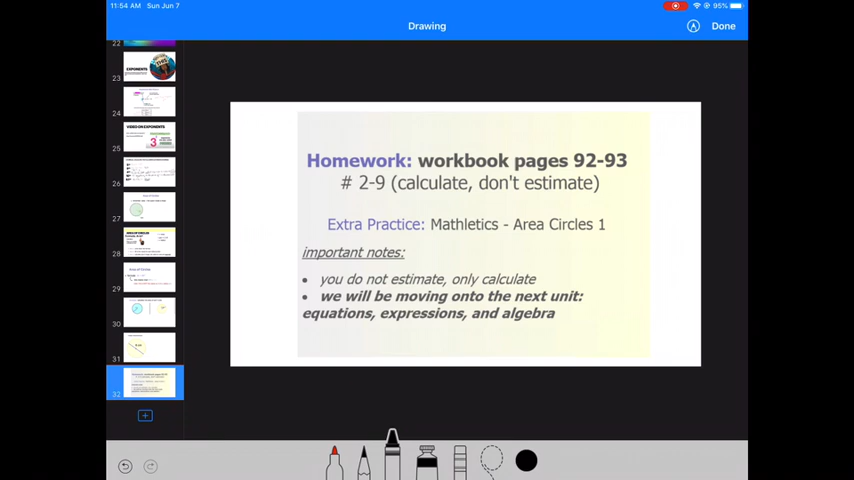 11:54 AM Sun Jun 7
95%
Drawing
Done
22
23
EXPONENTS
24
25
VIDEO ON EXPONENTS
3
26
27
28
29
30
31
32
Homework: workbook pages 92-93
# 2-9 (calculate, don't estimate)
Extra Practice: Mathletics - Area Circles 1
important notes:
• you do not estimate, only calculate
• we will be moving onto the next unit:
equations, expressions, and algebra